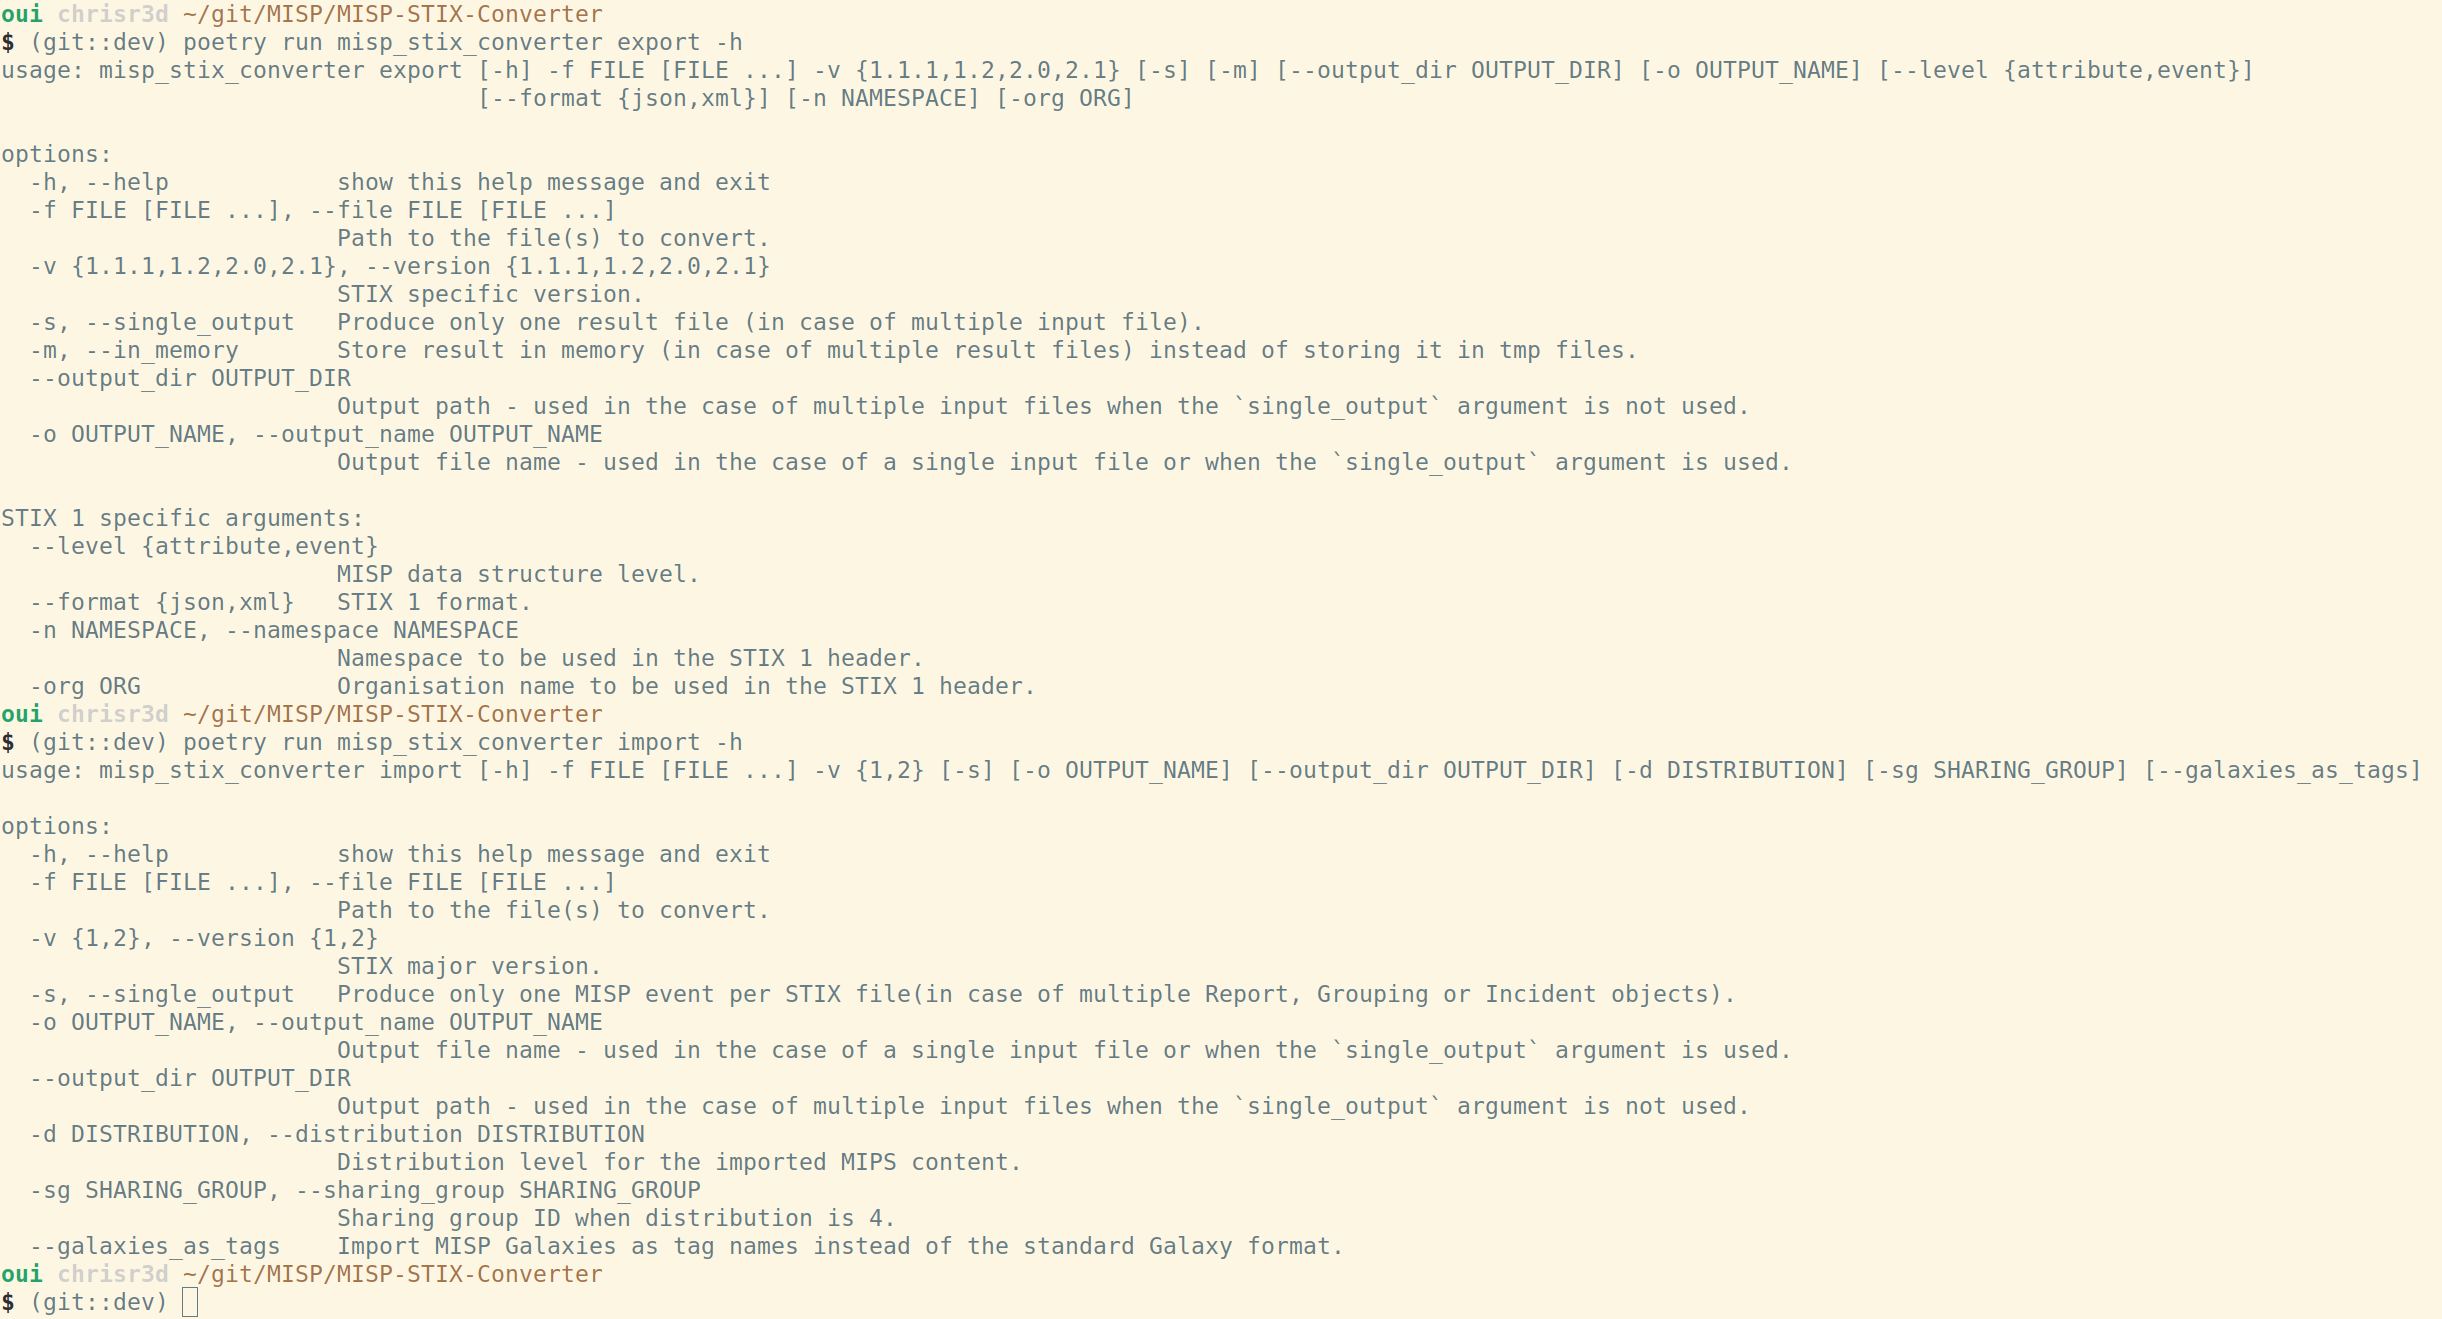 oui chrisr3d ~/git/MISP/MISP-STIX-Converter
$ (git::dev) poetry run misp_stix_converter export -h
usage: misp_stix_converter export [-h] -f FILE [FILE ...] -v {1.1.1,1.2,2.0,2.1} [-s] [-m] [--output_dir OUTPUT_DIR] [-o OUTPUT_NAME] [--level {attribute,event}]
                                  [--format {json,xml}] [-n NAMESPACE] [-org ORG]

options:
  -h, --help            show this help message and exit
  -f FILE [FILE ...], --file FILE [FILE ...]
                        Path to the file(s) to convert.
  -v {1.1.1,1.2,2.0,2.1}, --version {1.1.1,1.2,2.0,2.1}
                        STIX specific version.
  -s, --single_output   Produce only one result file (in case of multiple input file).
  -m, --in_memory       Store result in memory (in case of multiple result files) instead of storing it in tmp files.
  --output_dir OUTPUT_DIR
                        Output path - used in the case of multiple input files when the `single_output` argument is not used.
  -o OUTPUT_NAME, --output_name OUTPUT_NAME
                        Output file name - used in the case of a single input file or when the `single_output` argument is used.

STIX 1 specific arguments:
  --level {attribute,event}
                        MISP data structure level.
  --format {json,xml}   STIX 1 format.
  -n NAMESPACE, --namespace NAMESPACE
                        Namespace to be used in the STIX 1 header.
  -org ORG              Organisation name to be used in the STIX 1 header.
oui chrisr3d ~/git/MISP/MISP-STIX-Converter
$ (git::dev) poetry run misp_stix_converter import -h
usage: misp_stix_converter import [-h] -f FILE [FILE ...] -v {1,2} [-s] [-o OUTPUT_NAME] [--output_dir OUTPUT_DIR] [-d DISTRIBUTION] [-sg SHARING_GROUP] [--galaxies_as_tags]

options:
  -h, --help            show this help message and exit
  -f FILE [FILE ...], --file FILE [FILE ...]
                        Path to the file(s) to convert.
  -v {1,2}, --version {1,2}
                        STIX major version.
  -s, --single_output   Produce only one MISP event per STIX file(in case of multiple Report, Grouping or Incident objects).
  -o OUTPUT_NAME, --output_name OUTPUT_NAME
                        Output file name - used in the case of a single input file or when the `single_output` argument is used.
  --output_dir OUTPUT_DIR
                        Output path - used in the case of multiple input files when the `single_output` argument is not used.
  -d DISTRIBUTION, --distribution DISTRIBUTION
                        Distribution level for the imported MIPS content.
  -sg SHARING_GROUP, --sharing_group SHARING_GROUP
                        Sharing group ID when distribution is 4.
  --galaxies_as_tags    Import MISP Galaxies as tag names instead of the standard Galaxy format.
oui chrisr3d ~/git/MISP/MISP-STIX-Converter
$ (git::dev)